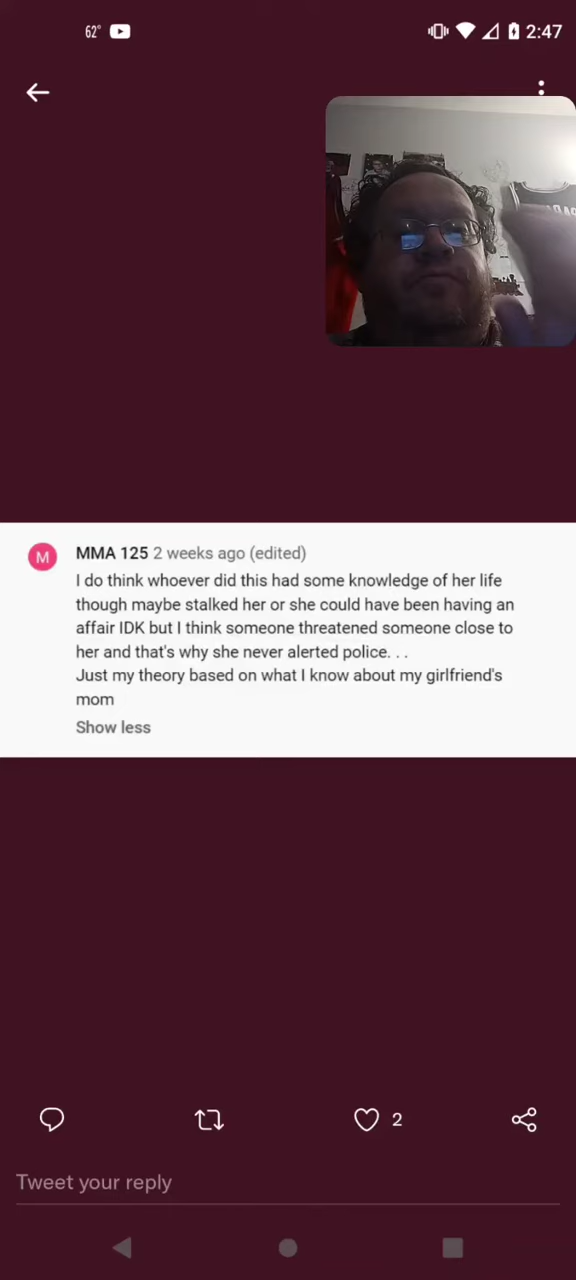 62°
2:47
M
MMA 125 2 weeks ago (edited)
I do think whoever did this had some knowledge of her life
though maybe stalked her or she could have been having an
affair IDK but I think someone threatened someone close to
her and that's why she never alerted police. . .
Just my theory based on what I know about my girlfriend's
mom
Show less
2
Tweet your reply